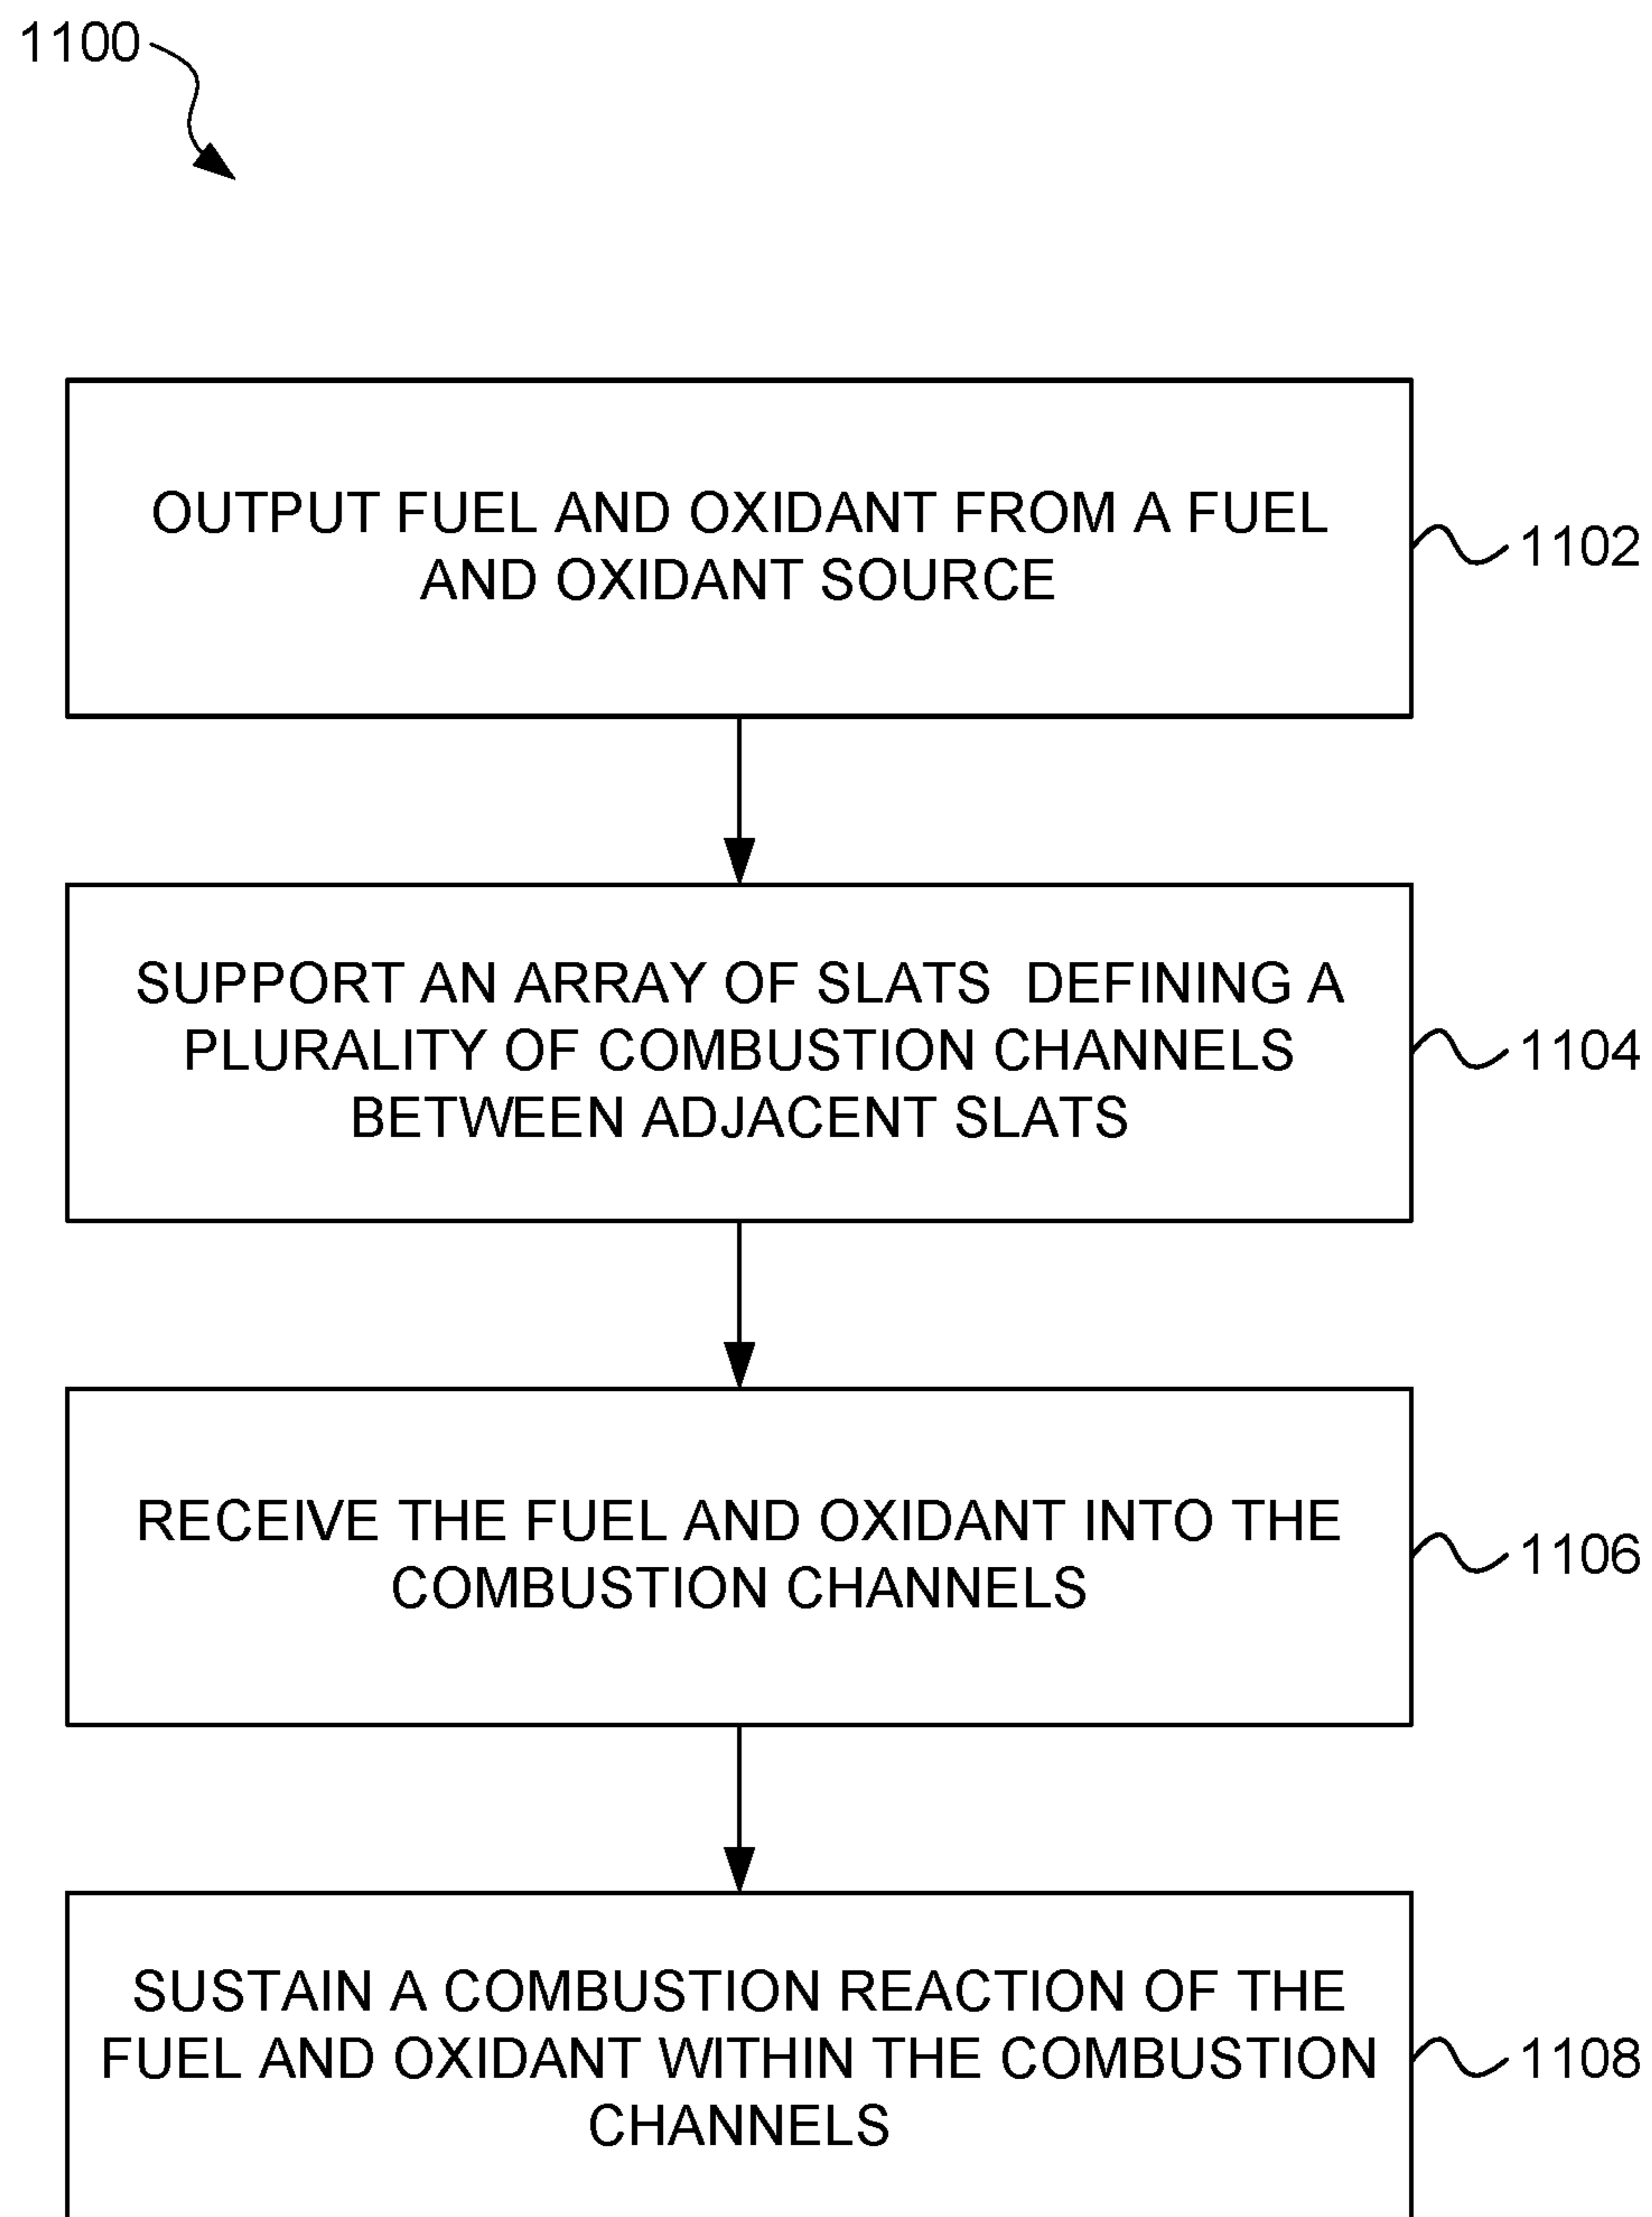 1100
OUTPUT FUEL AND OXIDANT FROM A FUEL
AND OXIDANT SOURCE
1102
SUPPORT AN ARRAY OF SLATS  DEFINING A
PLURALITY OF COMBUSTION CHANNELS
BETWEEN ADJACENT SLATS
1104
RECEIVE THE FUEL AND OXIDANT INTO THE
COMBUSTION CHANNELS
1106
SUSTAIN A COMBUSTION REACTION OF THE
FUEL AND OXIDANT WITHIN THE COMBUSTION
CHANNELS
1108